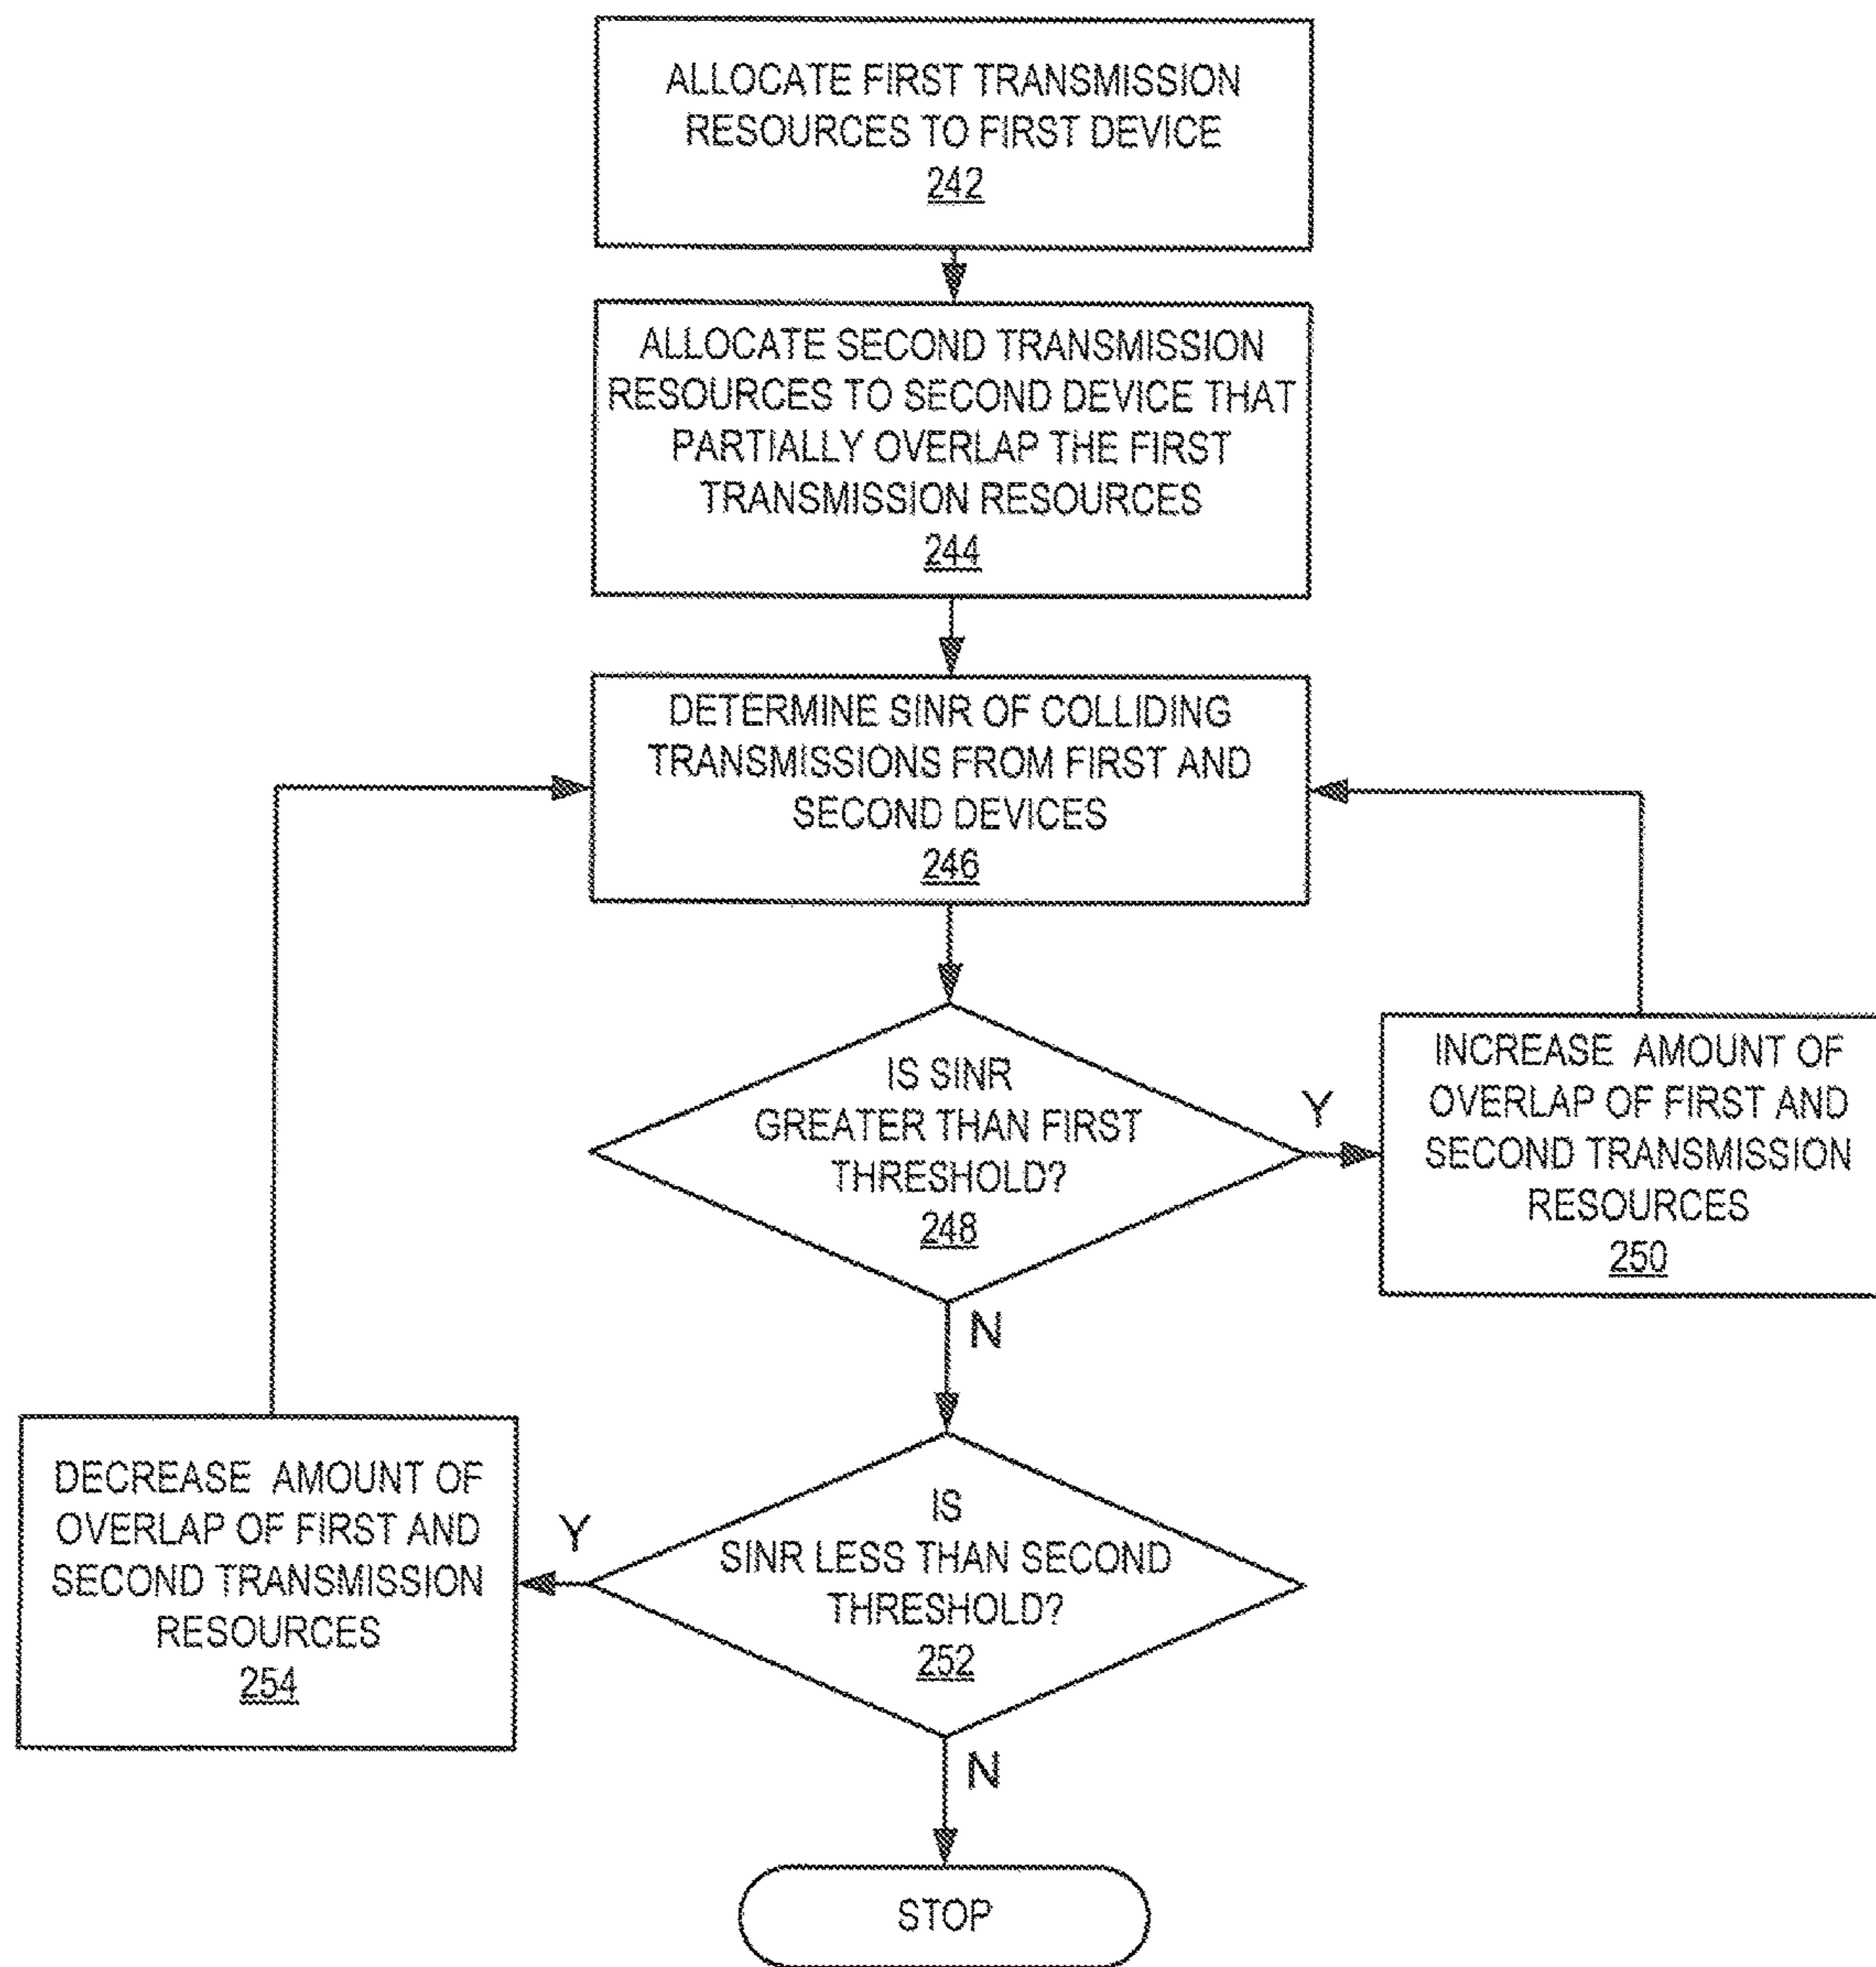 ALLOCATE FIRST TRANSMISSION
RESOURCES TO FIRST DEVICE
242
ALLOCATE SECOND TRANSMISSION
RESOURCES TO SECOND DEVICE THAT
PARTIALLY OVERLAP THE FIRST
TRANSMISSION RESOURCES
244
DETERMINE SINR OF COLLIDING
TRANSMISSIONS FROM FIRST AND
SECOND DEVICES
246
IS SINR
GREATER THAN FIRST
THRESHOLD?
248
Y
INCREASE AMOUNT OF
OVERLAP OF FIRST AND
SECOND TRANSMISSION
RESOURCES
250
N
IS
SINR LESS THAN SECOND
THRESHOLD?
252
Y
DECREASE AMOUNT OF
OVERLAP OF FIRST AND
SECOND TRANSMISSION
RESOURCES
254
N
STOP